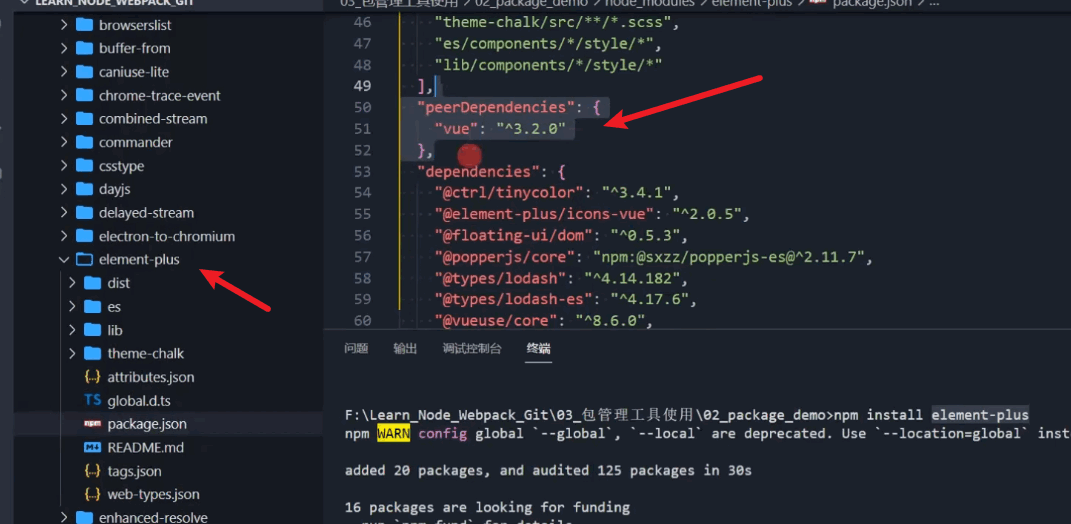 LEARN_NODE_WEBPACK_GIT
browserslist
buffer-from
caniuse-lite
chrome-trace-event
combined-stream
commander
csstype
dayjs
delayed-stream
electron-to-chromium
element-plus
dist
es
lib
theme-chalk
{..} attributes.json
TS global.d.ts
npm package.json
M↓ README.md
{..} tags.json
{..} web-types.json
enhanced-resolve
03_包管理工具使用 > 02_package_demo > node_modules > element-plus > package.json > ...
46 "theme-chalk/src/**/*.scss",
47 "es/components/*/style/*",
48 "lib/components/*/style/*"
49 ],
50 "peerDependencies": {
51 "vue": "^3.2.0"
52 },
53 "dependencies": {
54 "@ctrl/tinycolor": "^3.4.1",
55 "@element-plus/icons-vue": "^2.0.5",
56 "@floating-ui/dom": "^0.5.3",
57 "@popperjs/core": "npm:@sxzz/popperjs-es@^2.11.7",
58 "@types/lodash": "^4.14.182",
59 "@types/lodash-es": "^4.17.6",
60 "@vueuse/core": "^8.6.0",
问题 输出 调试控制台 终端
F:\Learn_Node_Webpack_Git\03_包管理工具使用\02_package_demo>npm install element-plus
npm WARN config global `--global`, `--local` are deprecated. Use `--location=global` inst
added 20 packages, and audited 125 packages in 30s
16 packages are looking for funding
run `npm fund` for details